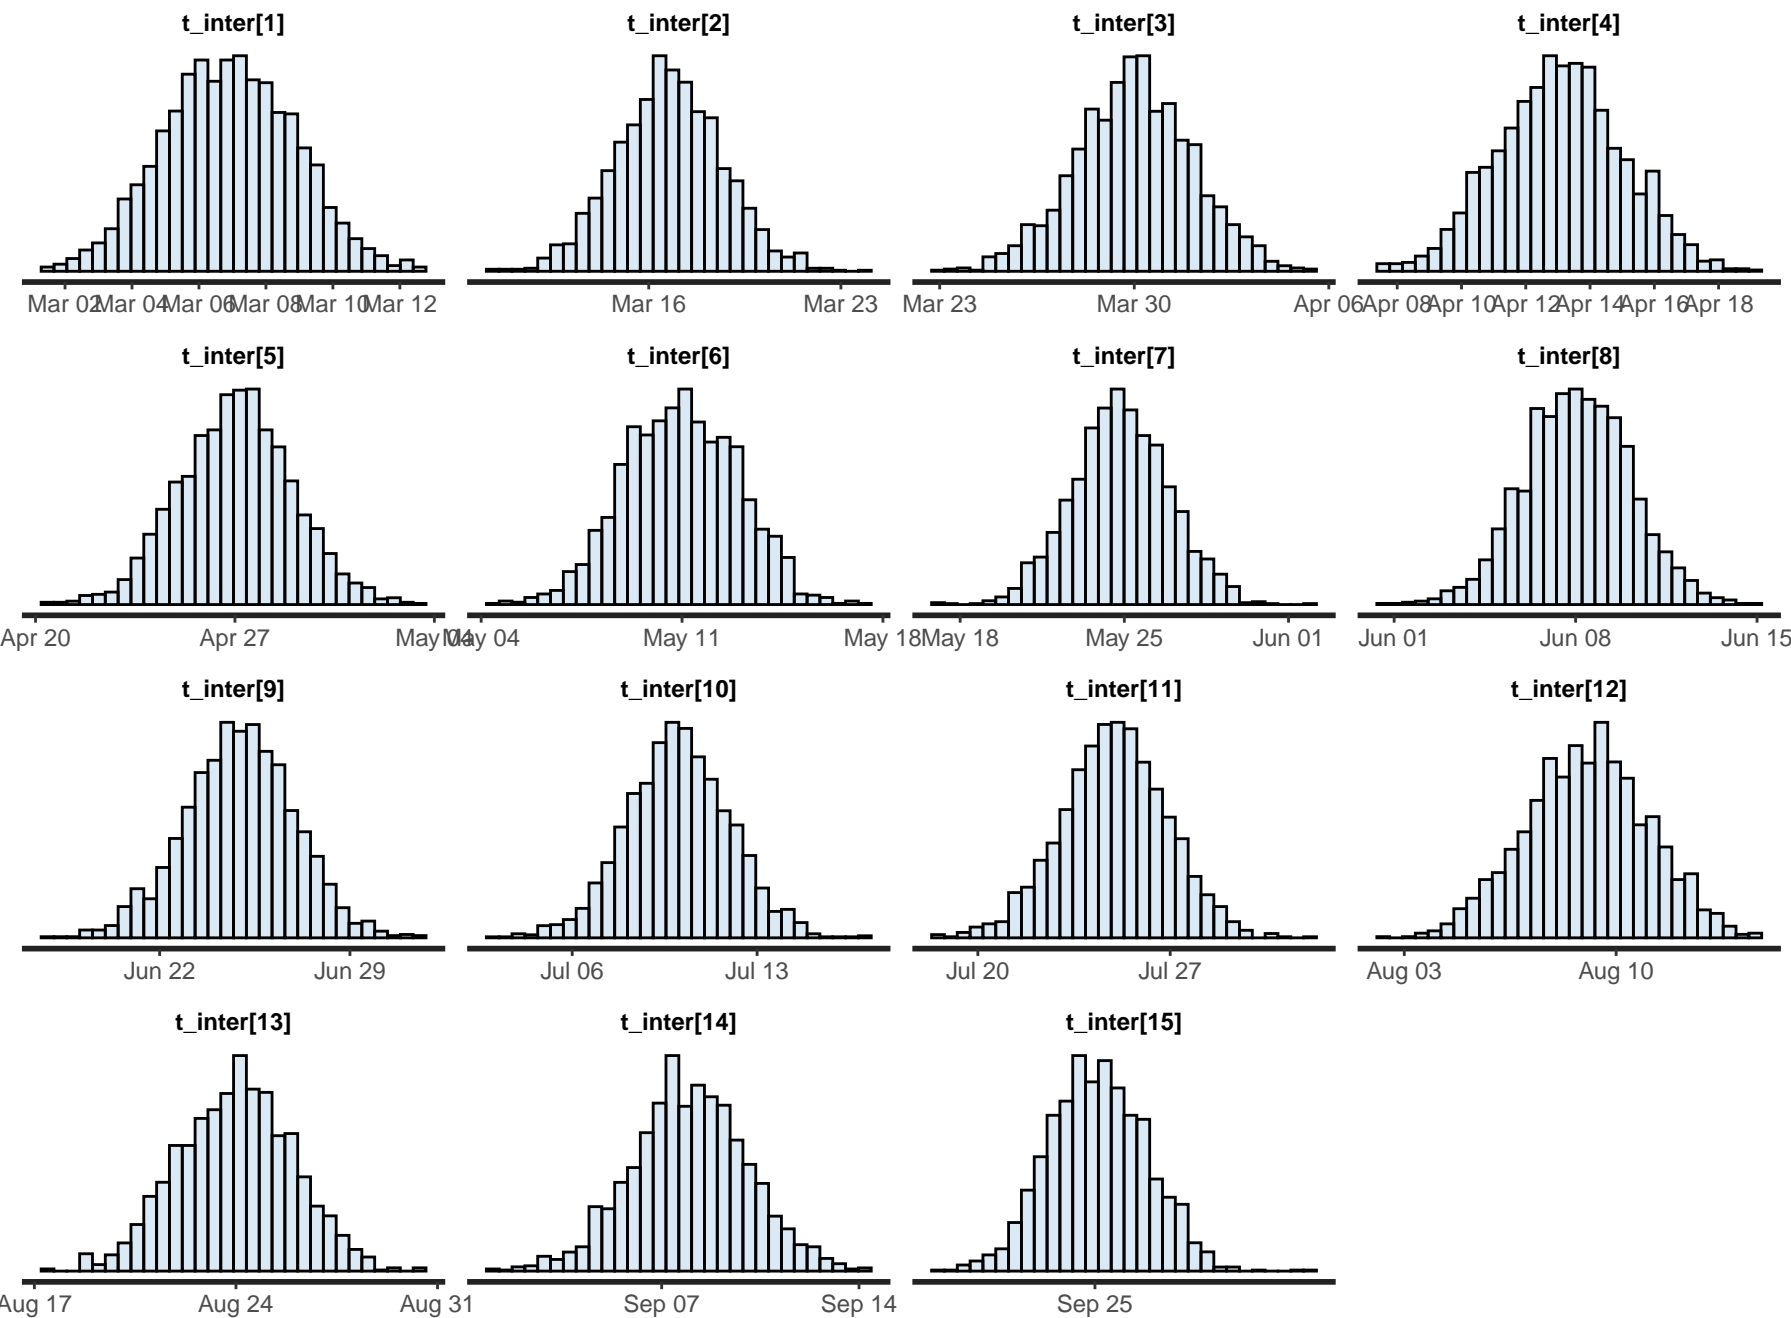 t_inter[1] t_inter[2] t_inter[3] t_inter[4]
Mar 02 Mar 04 Mar 06 Mar 08 Mar 10 Mar 12 Mar 16 Mar 23 Mar 23 Mar 30 Apr 06 Apr 08 Apr 10 Apr 12 Apr 14 Apr 16 Apr 18
t_inter[5] t_inter[6] t_inter[7] t_inter[8]
Apr 20 Apr 27 May 04 May 04 May 11 May 18 May 18 May 25 Jun 01 Jun 01 Jun 08 Jun 15
t_inter[9] t_inter[10] t_inter[11] t_inter[12]
Jun 22 Jun 29 Jul 06 Jul 13 Jul 20 Jul 27 Aug 03 Aug 10
t_inter[13] t_inter[14] t_inter[15]
Aug 17 Aug 24 Aug 31 Sep 07 Sep 14 Sep 25